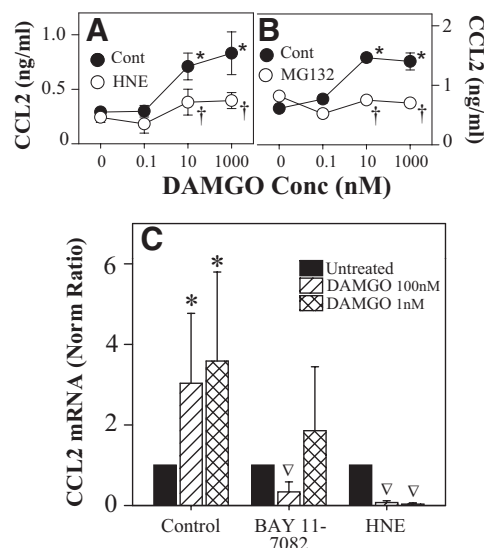 A
B
CCL2 (ng/ml)
1.0
0.5
0
Cont
HNE
*
*
†
†
Cont
MG132
*
*
†
†
2
1
0
CCL2 (ng/ml)
0 0.1 10 1000 0 0.1 10 1000
DAMGO Conc (nM)
C
CCL2 mRNA (Norm Ratio)
6
4
2
0
Untreated
DAMGO 100nM
DAMGO 1nM
*
*
▽
▽
▽
Control BAY 11- HNE
7082